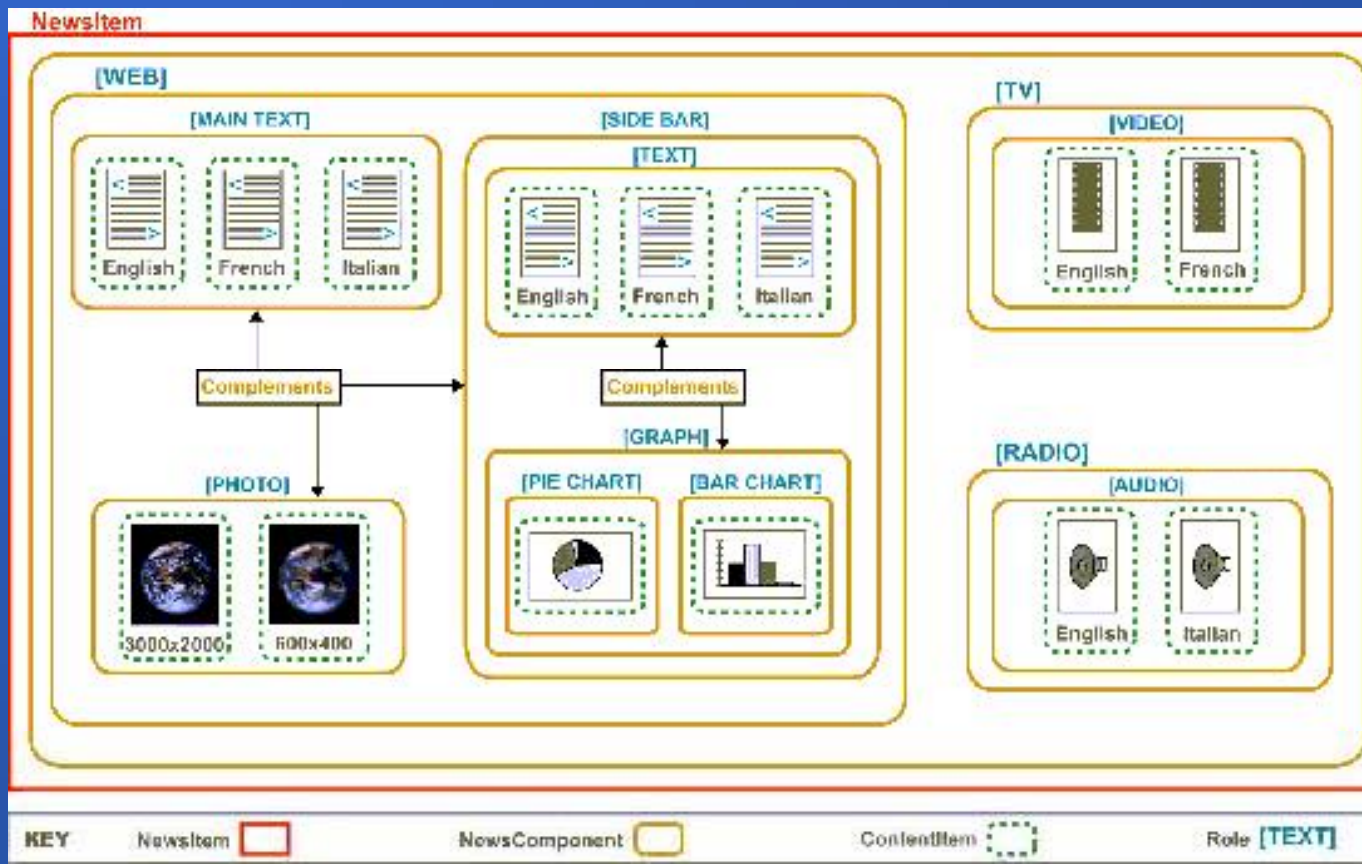 NewsItem
[WEB]
[MAIN TEXT]
English French Italian
Complements
[PHOTO]
3000x2000 600x400
[SIDE BAR]
[TEXT]
English French Italian
Complements
[GRAPH]
[PIE CHART] [BAR CHART]
[TV]
[VIDEO]
English French
[RADIO]
[AUDIO]
English Italian
KEY NewsItem NewsComponent ContentItem Role [TEXT]